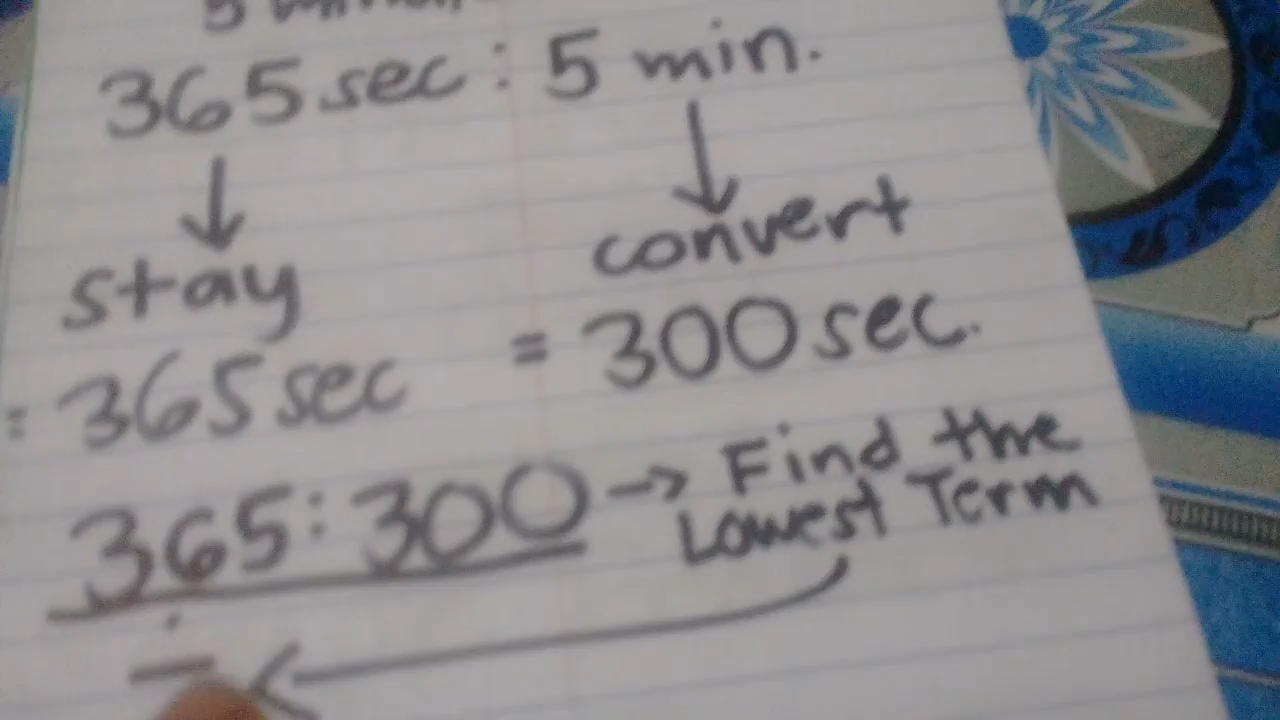 365 sec : 5 min.
↓ ↓
stay convert
= 365 sec = 300 sec.
365 : 300 → Find the
Lowest Term
÷